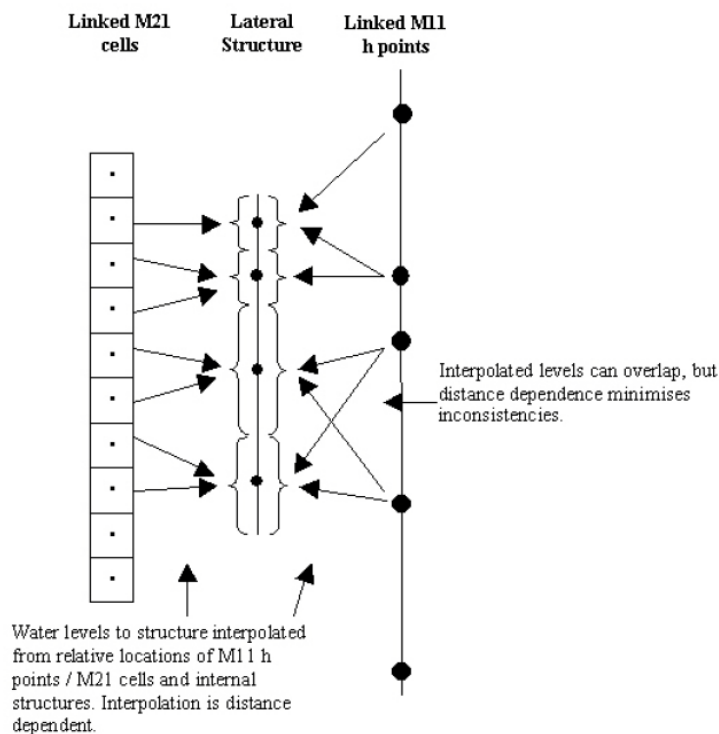 Linked M21
cells
Lateral
Structure
Linked M11
h points
Interpolated levels can overlap, but
distance dependence minimises
inconsistencies.
Water levels to structure interpolated
from relative locations of M11 h
points / M21 cells and internal
structures. Interpolation is distance
dependent.